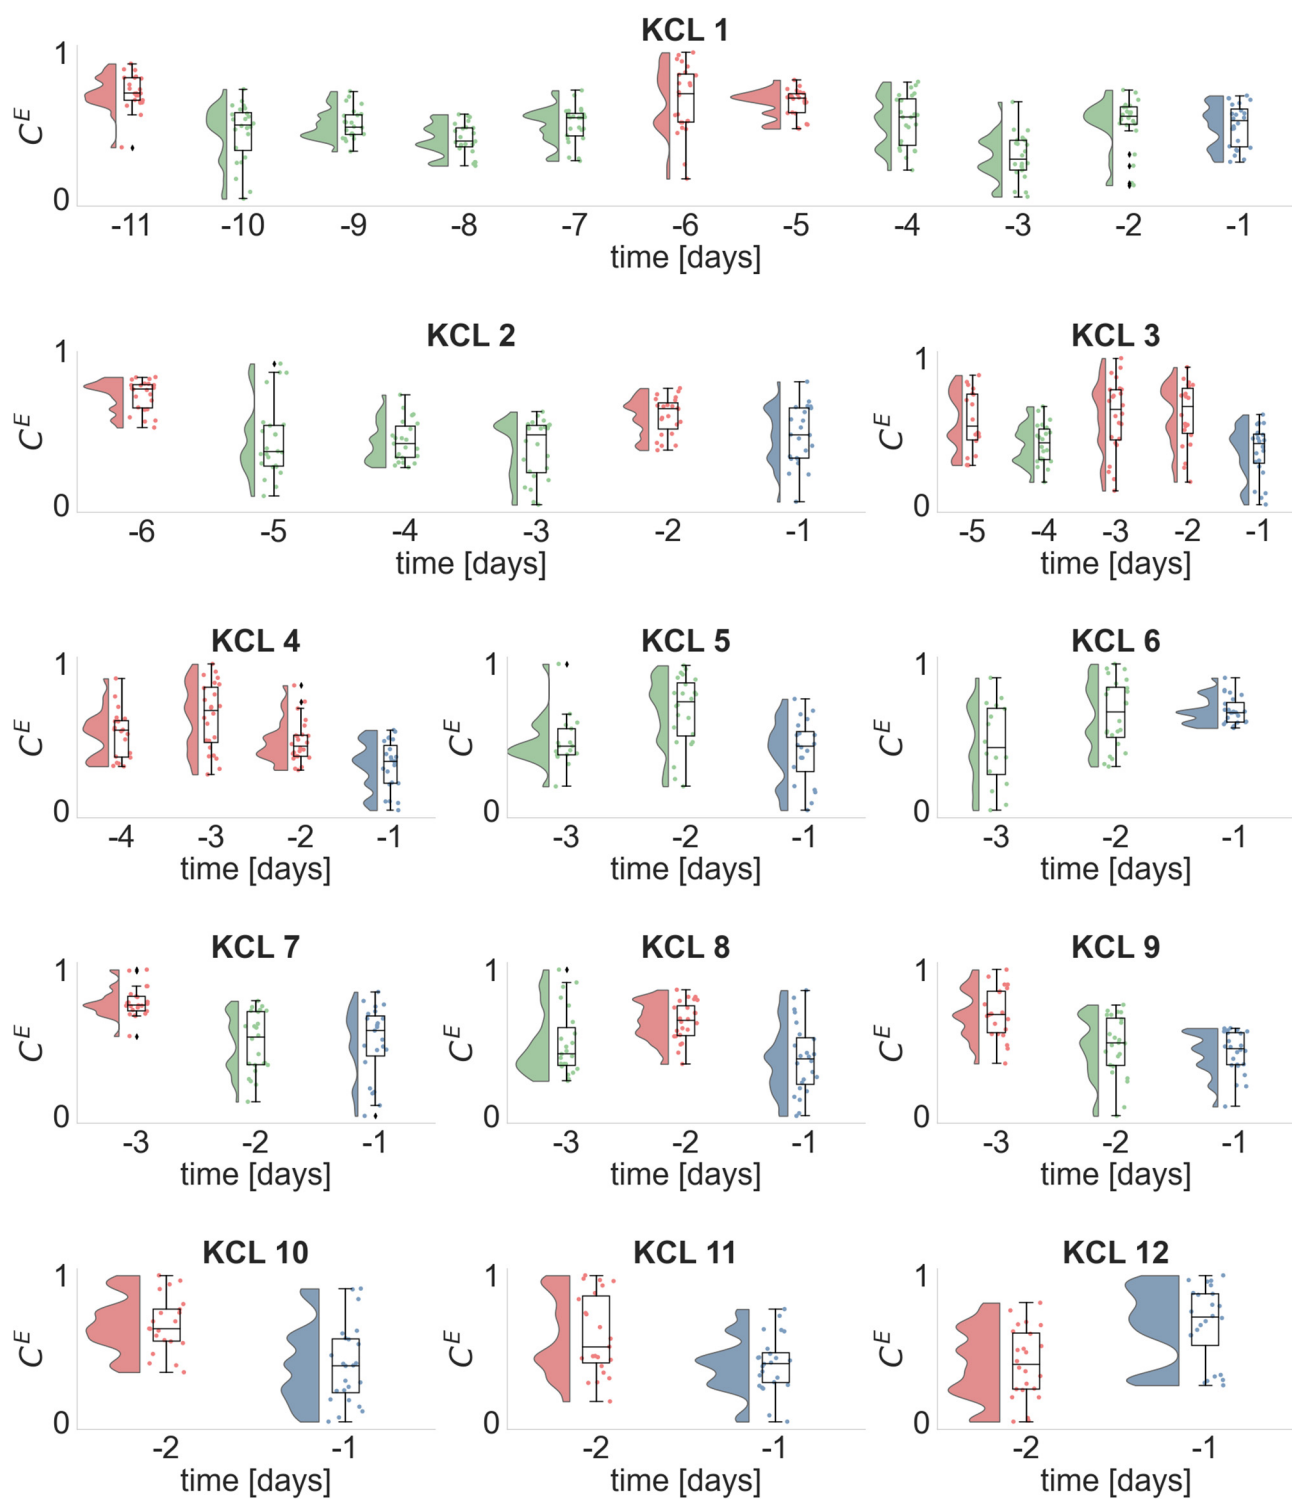 KCL 1
1
C^E
0
-11 -10 -9 -8 -7 -6 -5 -4 -3 -2 -1
time [days]
KCL 2 KCL 3
1 1
C^E C^E
0 0
-6 -5 -4 -3 -2 -1 -5 -4 -3 -2 -1
time [days] time [days]
KCL 4 KCL 5 KCL 6
1 1 1
C^E C^E C^E
0 0 0
-4 -3 -2 -1 -3 -2 -1 -3 -2 -1
time [days] time [days] time [days]
KCL 7 KCL 8 KCL 9
1 1 1
C^E C^E C^E
0 0 0
-3 -2 -1 -3 -2 -1 -3 -2 -1
time [days] time [days] time [days]
KCL 10 KCL 11 KCL 12
1 1 1
C^E C^E C^E
0 0 0
-2 -1 -2 -1 -2 -1
time [days] time [days] time [days]